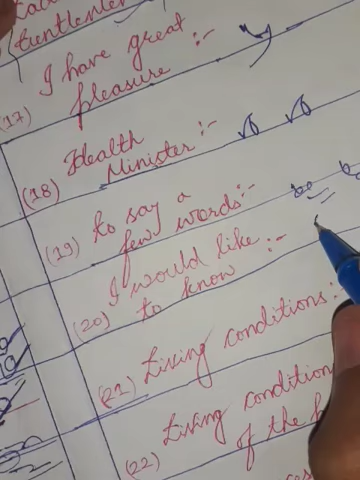 Gentlemen
(17) I have great
pleasure :-
(18) Health
Minister :-
(19) to say a
few words :-
(20) I would like
to know :-
(21) Living conditions :-
(22) Living condition
of the